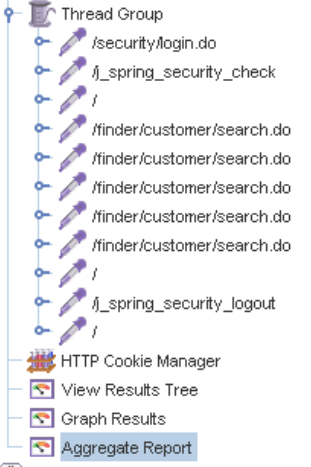 Thread Group
/security/login.do
/j_spring_security_check
/
/finder/customer/search.do
/finder/customer/search.do
/finder/customer/search.do
/finder/customer/search.do
/finder/customer/search.do
/
/j_spring_security_logout
/
HTTP Cookie Manager
View Results Tree
Graph Results
Aggregate Report